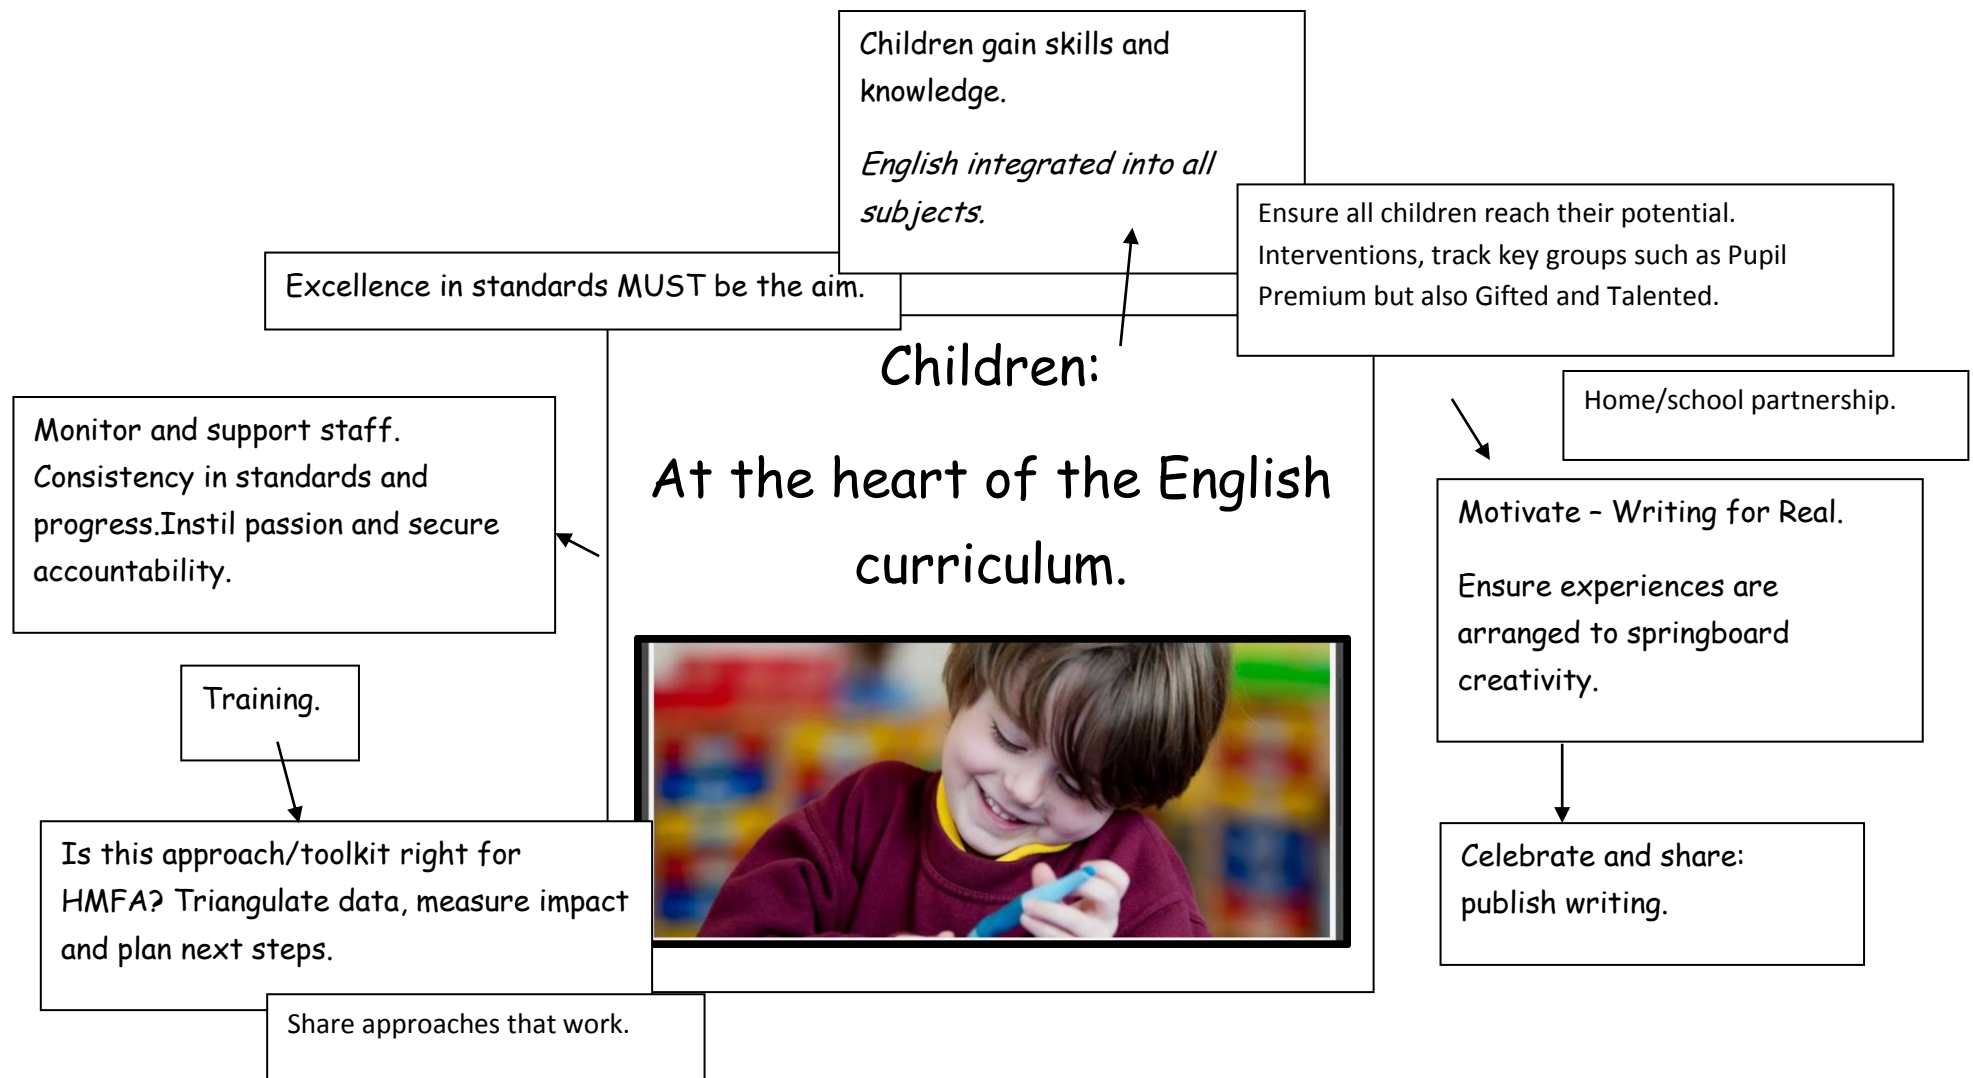 Children gain skills and
knowledge.
English integrated into all
subjects.
Ensure all children reach their potential.
Interventions, track key groups such as Pupil
Premium but also Gifted and Talented.
Excellence in standards MUST be the aim.
Children:
At the heart of the English
curriculum.
Home/school partnership.
Monitor and support staff.
Consistency in standards and
progress.Instil passion and secure
accountability.
Motivate – Writing for Real.
Ensure experiences are
arranged to springboard
creativity.
Training.
Is this approach/toolkit right for
HMFA? Triangulate data, measure impact
and plan next steps.
Celebrate and share:
publish writing.
Share approaches that work.